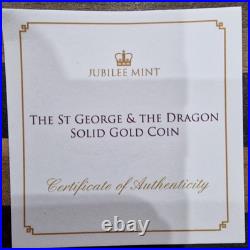 JUBILEE MINT
THE ST GEORGE & THE DRAGON
SOLID GOLD COIN
Certificate of Authenticity